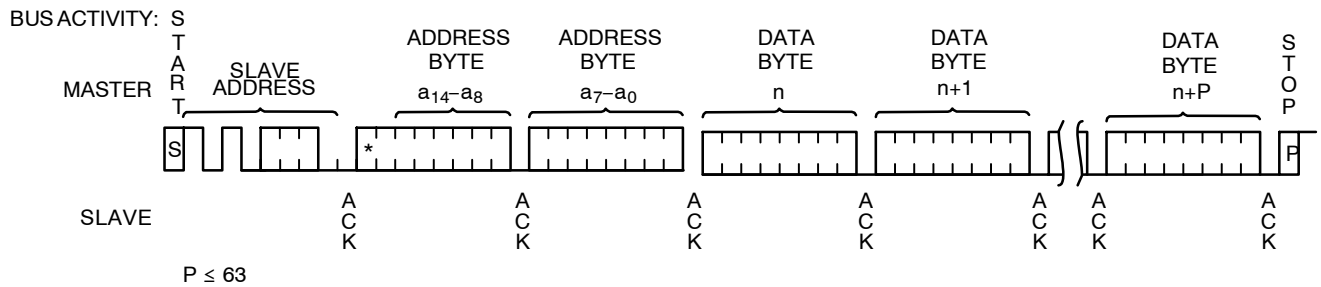 BUS ACTIVITY:
MASTER
START
SLAVE
ADDRESS
ADDRESS
BYTE
a14–a8
ADDRESS
BYTE
a7–a0
DATA
BYTE
n
DATA
BYTE
n+1
DATA
BYTE
n+P
STOP
S
*
P
SLAVE
ACK
ACK
ACK
ACK
ACK
ACK
ACK
P ≤ 63